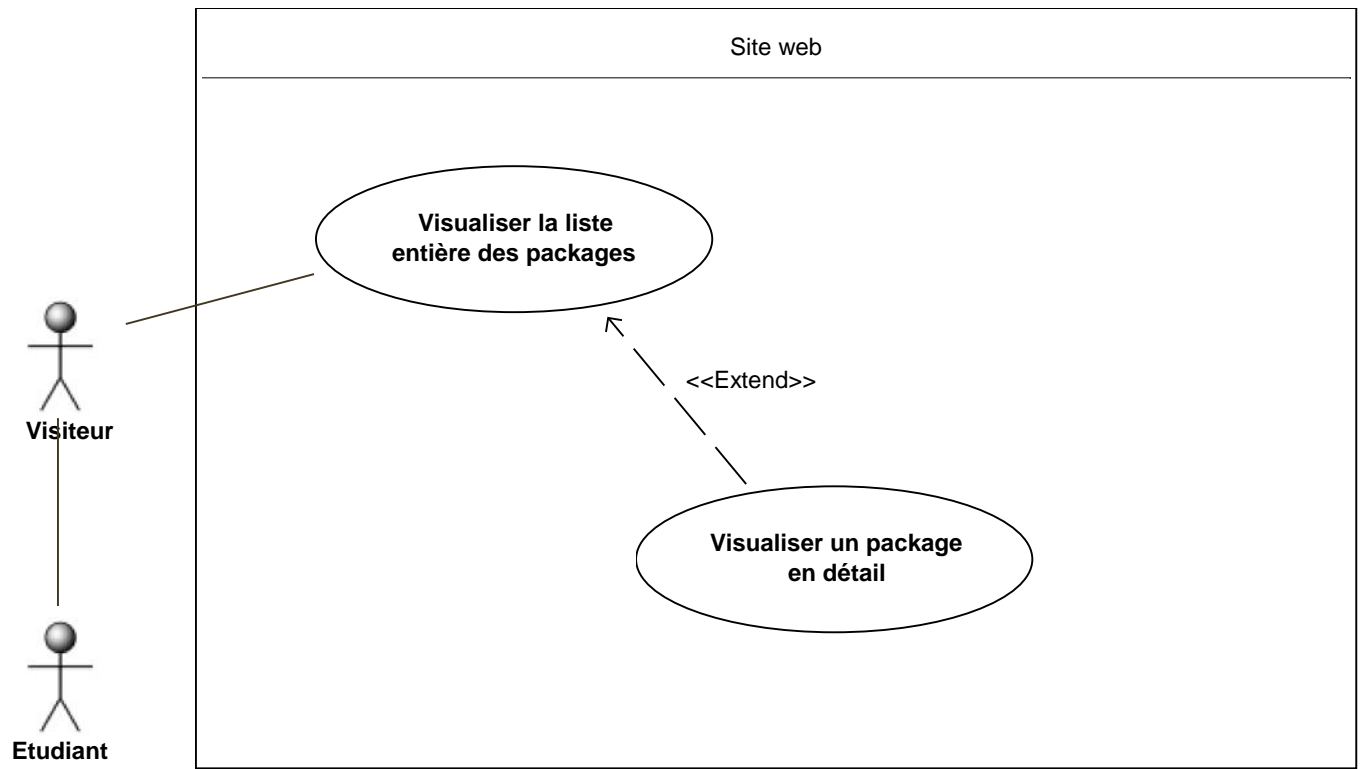 Site web
Visualiser la liste
entière des packages
<<Extend>>
Visiteur
Visualiser un package
en détail
Etudiant